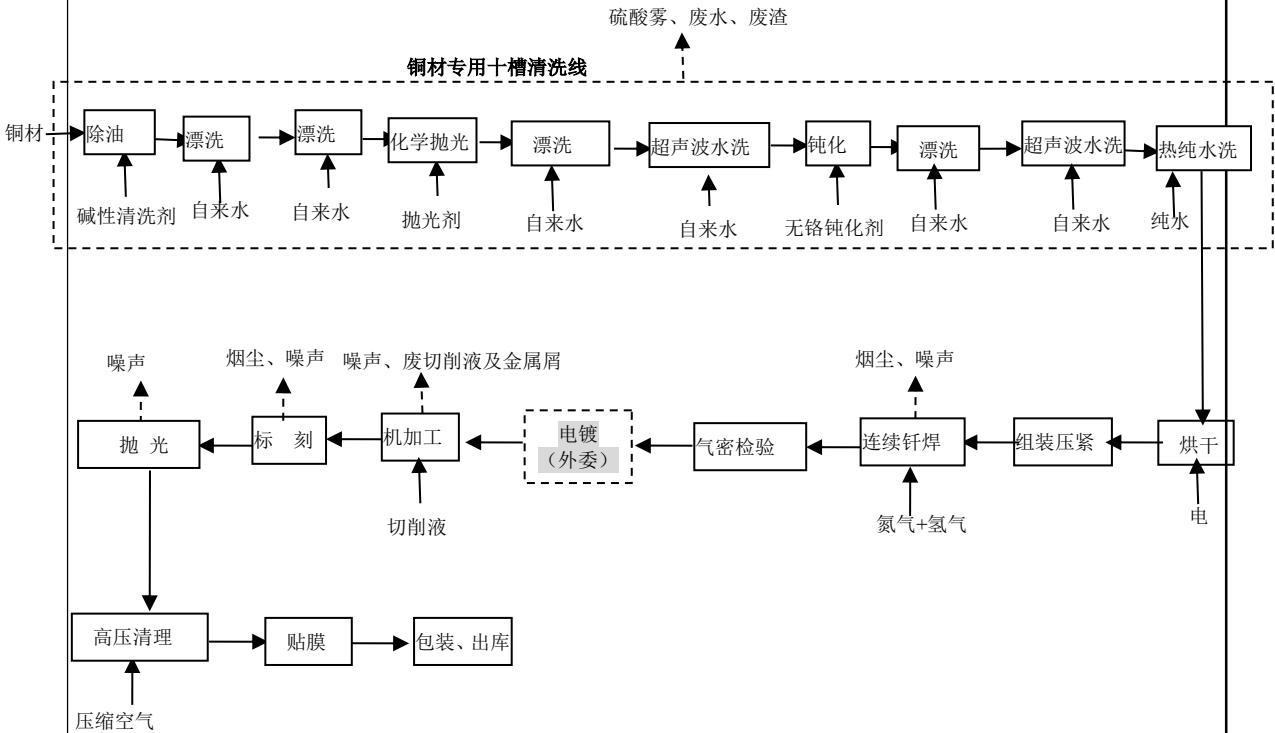 硫酸雾、废水、废渣
铜材专用十槽清洗线
铜材
除油
漂洗
漂洗
化学抛光
漂洗
超声波水洗
钝化
漂洗
超声波水洗
热纯水洗
碱性清洗剂
自来水
自来水
抛光剂
自来水
自来水
无铬钝化剂
自来水
自来水
纯水
噪声
烟尘、噪声
噪声、废切削液及金属屑
烟尘、噪声
抛 光
标 刻
机加工
电镀
（外委）
气密检验
连续钎焊
组装压紧
烘干
切削液
氮气+氢气
电
高压清理
贴膜
包装、出库
压缩空气